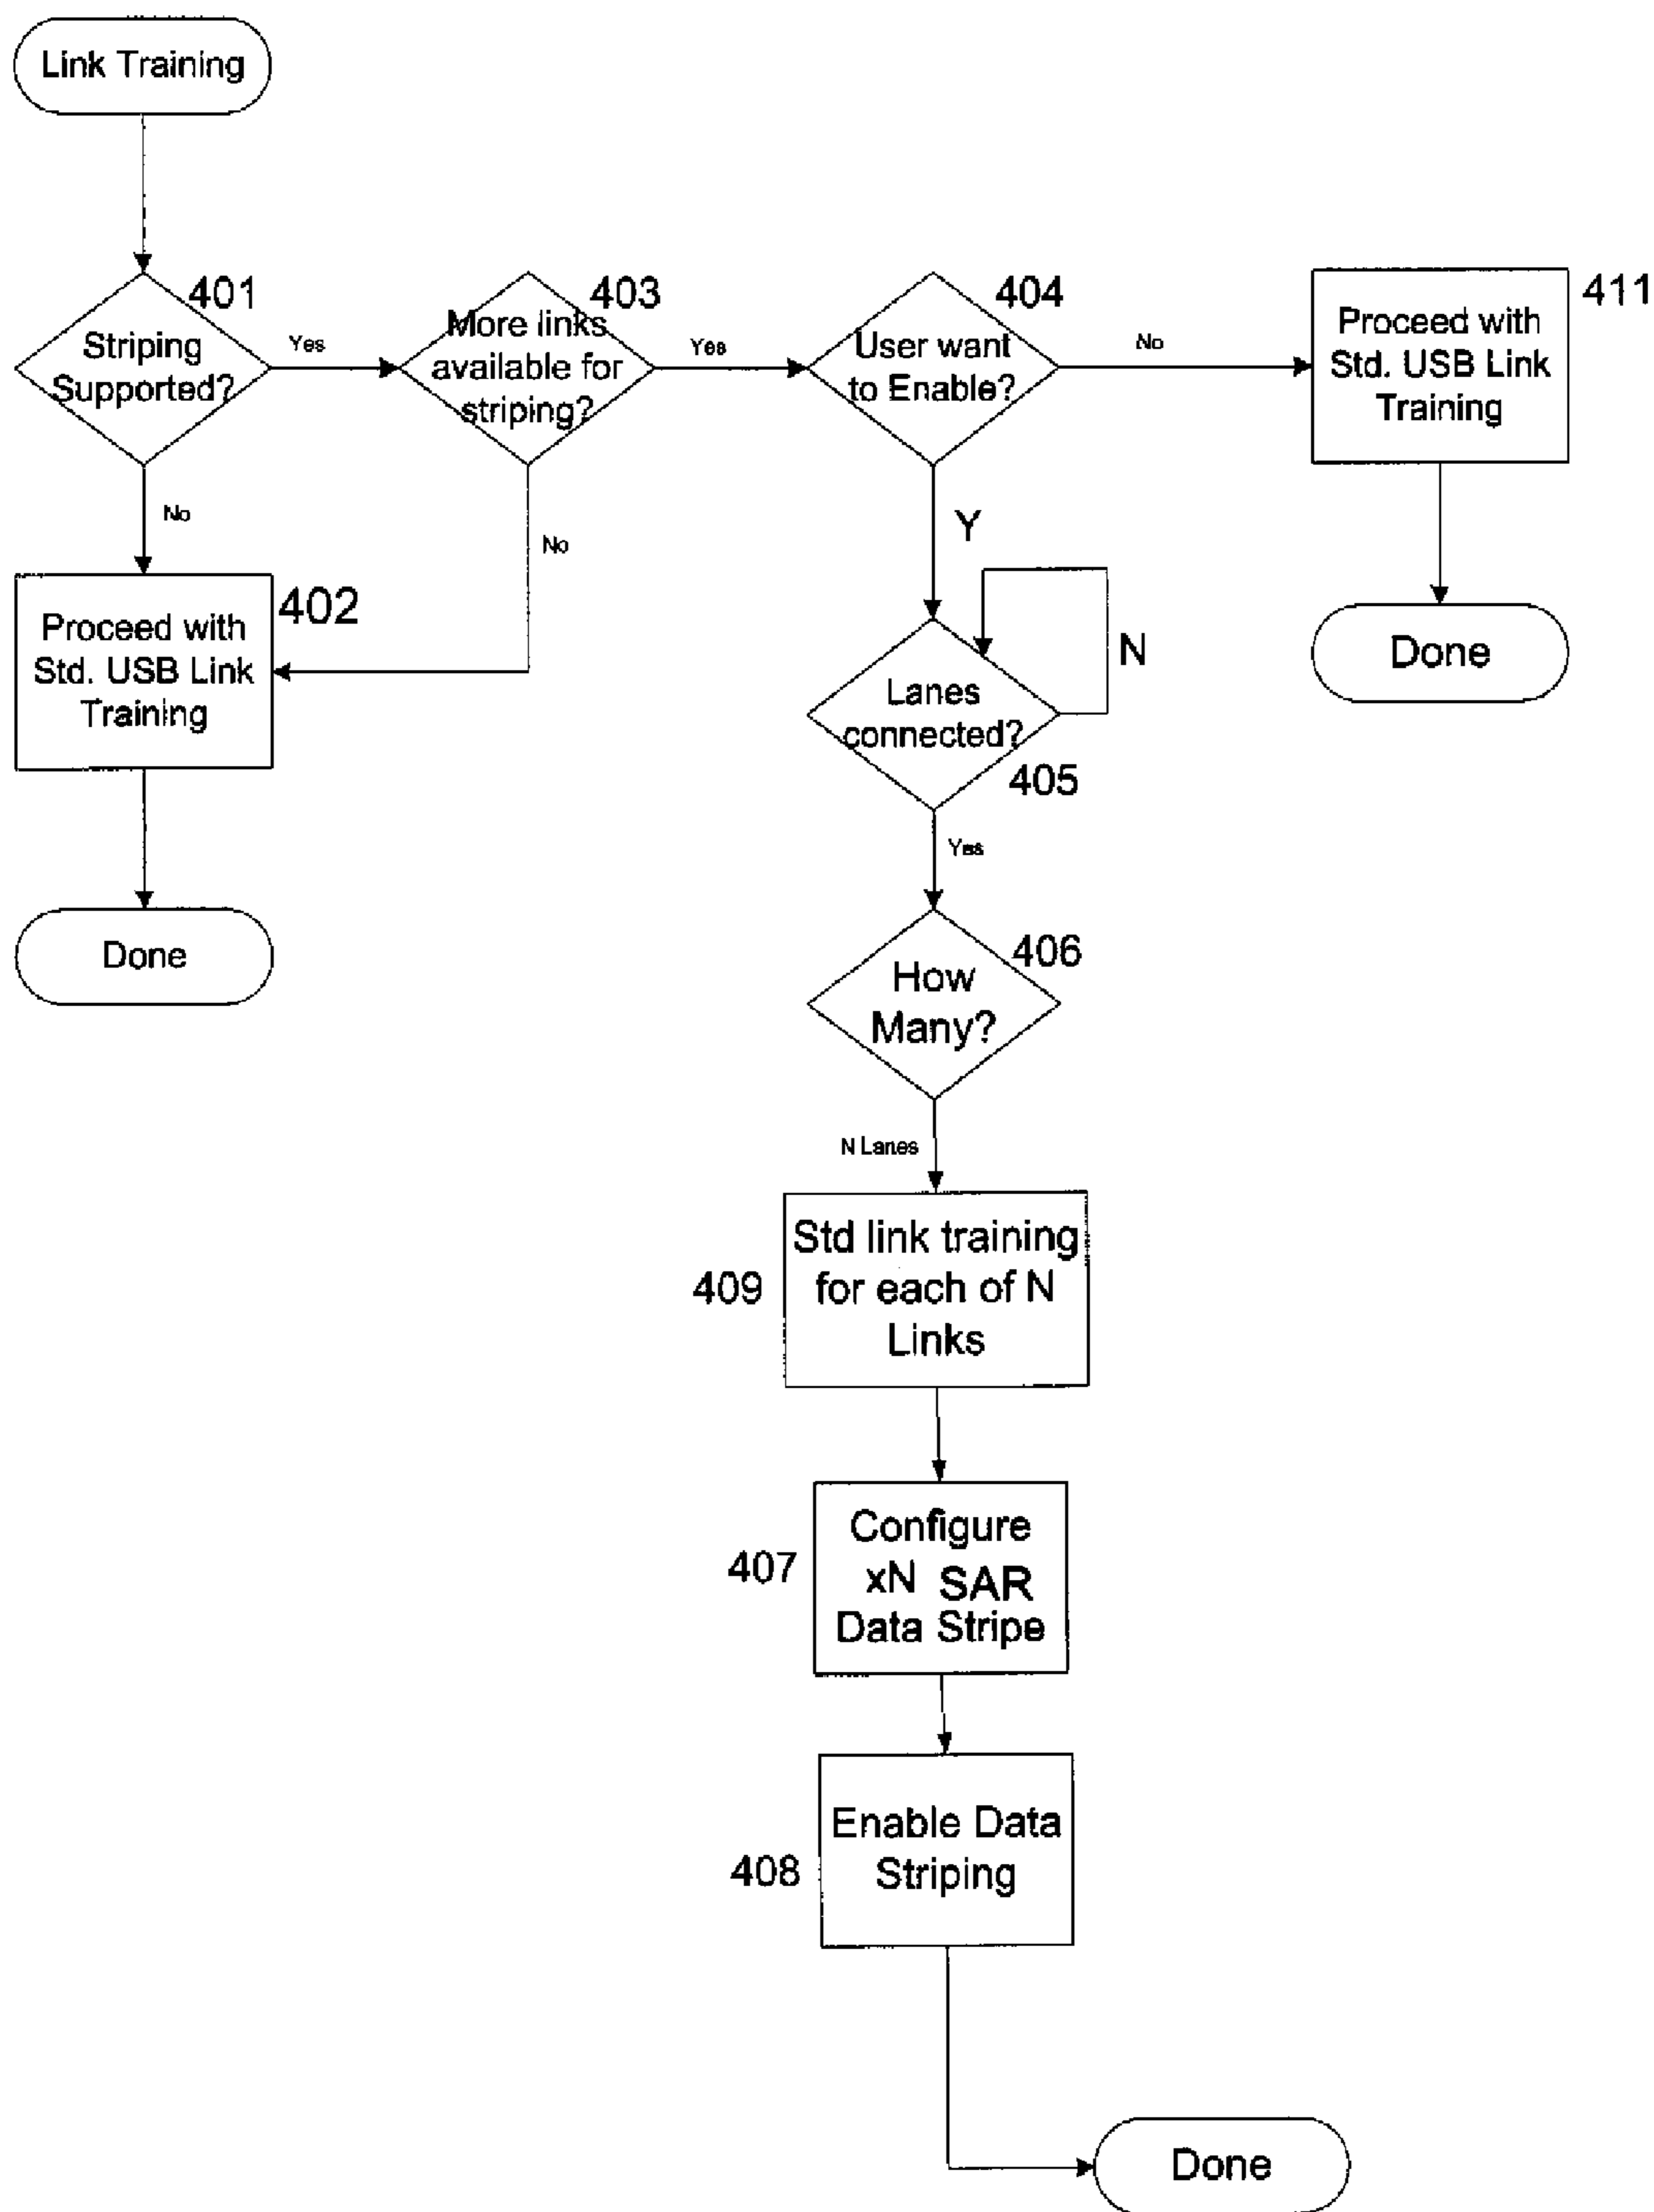 Link Training
401
Striping
Supported?
Yes
403
More links
available for
striping?
Yes
404
User want
to Enable?
No
411
Proceed with
Std. USB Link
Training
Done
No
No
402
Proceed with
Std. USB Link
Training
Done
Y
N
Lanes
connected?
405
Yes
406
How
Many?
N Lanes
409
Std link training
for each of N
Links
407
Configure
xN SAR
Data Stripe
408
Enable Data
Striping
Done